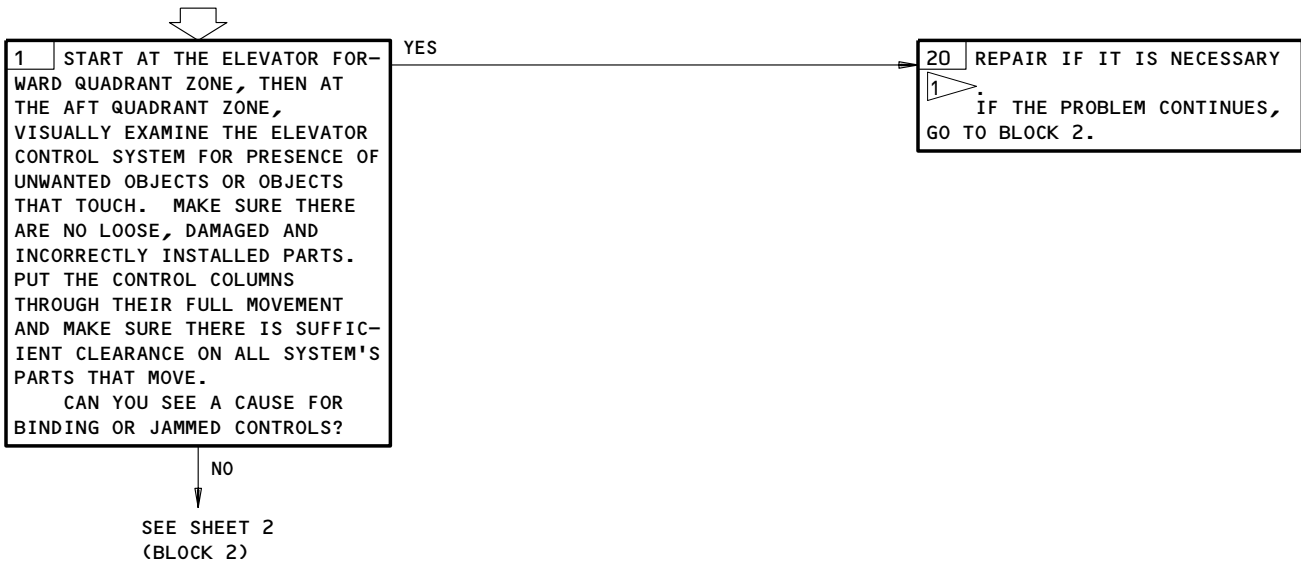 1 START AT THE ELEVATOR FOR-
WARD QUADRANT ZONE, THEN AT
THE AFT QUADRANT ZONE,
VISUALLY EXAMINE THE ELEVATOR
CONTROL SYSTEM FOR PRESENCE OF
UNWANTED OBJECTS OR OBJECTS
THAT TOUCH. MAKE SURE THERE
ARE NO LOOSE, DAMAGED AND
INCORRECTLY INSTALLED PARTS.
PUT THE CONTROL COLUMNS
THROUGH THEIR FULL MOVEMENT
AND MAKE SURE THERE IS SUFFIC-
IENT CLEARANCE ON ALL SYSTEM'S
PARTS THAT MOVE.
CAN YOU SEE A CAUSE FOR
BINDING OR JAMMED CONTROLS?
YES
20 REPAIR IF IT IS NECESSARY
1 .
IF THE PROBLEM CONTINUES,
GO TO BLOCK 2.
NO
SEE SHEET 2
(BLOCK 2)